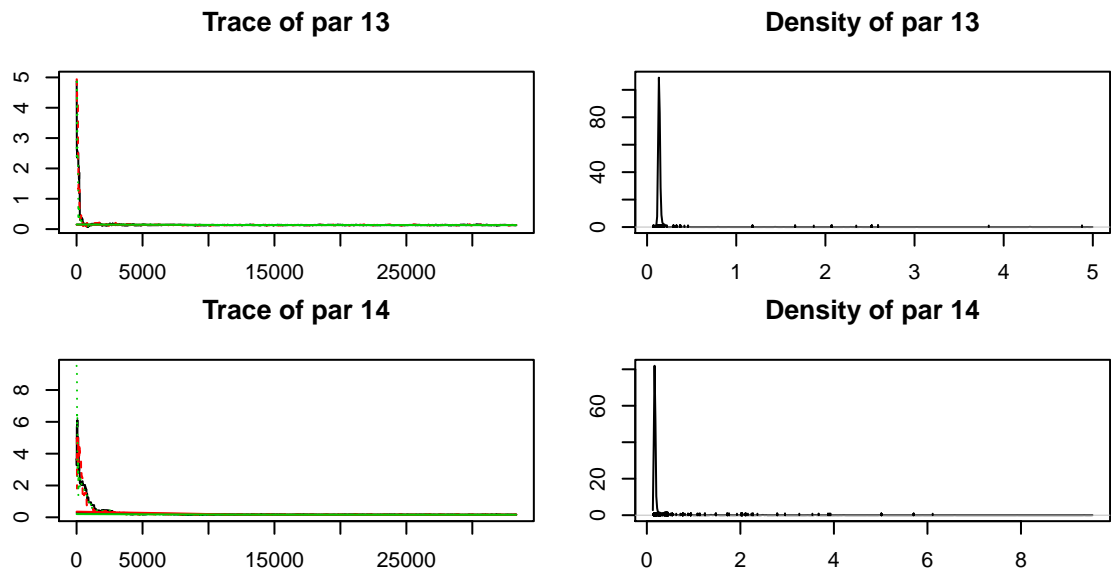 Trace of par 13
Density of par 13
5
4
3
2
1
0
0 5000 15000 25000
80
40
0
0 1 2 3 4 5
Trace of par 14
Density of par 14
8
6
4
2
0
0 5000 15000 25000
60
20
0
0 2 4 6 8